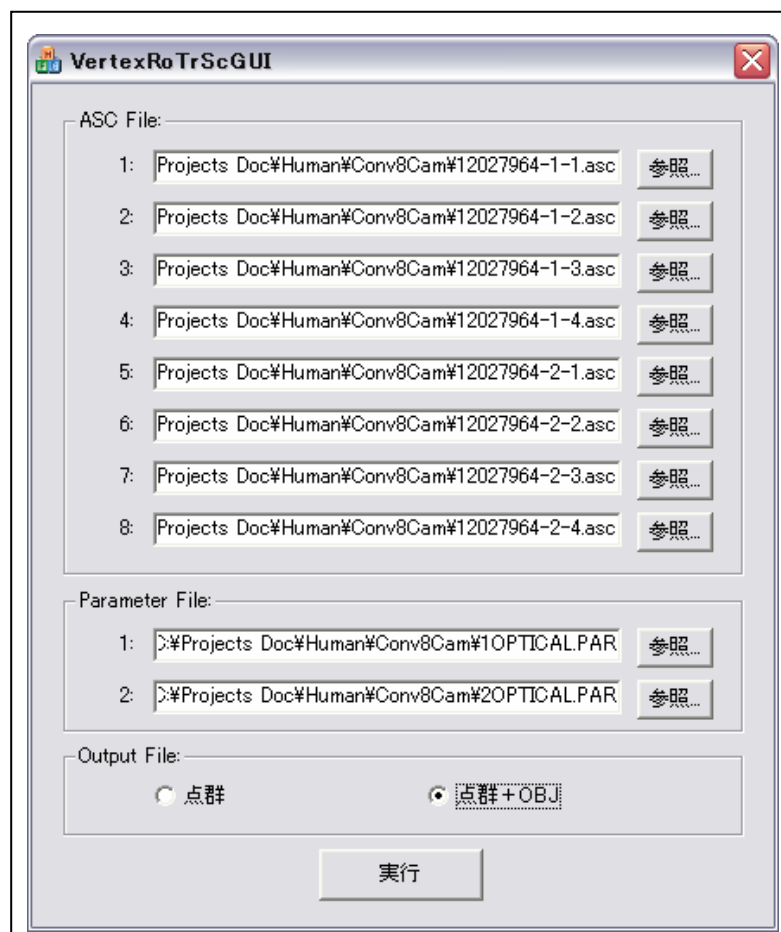 VertexRoTrScGUI
ASC File:
1: Projects Doc¥Human¥Conv8Cam¥12027964-1-1.asc 参照...
2: Projects Doc¥Human¥Conv8Cam¥12027964-1-2.asc 参照...
3: Projects Doc¥Human¥Conv8Cam¥12027964-1-3.asc 参照...
4: Projects Doc¥Human¥Conv8Cam¥12027964-1-4.asc 参照...
5: Projects Doc¥Human¥Conv8Cam¥12027964-2-1.asc 参照...
6: Projects Doc¥Human¥Conv8Cam¥12027964-2-2.asc 参照...
7: Projects Doc¥Human¥Conv8Cam¥12027964-2-3.asc 参照...
8: Projects Doc¥Human¥Conv8Cam¥12027964-2-4.asc 参照...
Parameter File:
1: :¥Projects Doc¥Human¥Conv8Cam¥1OPTICAL.PAR 参照...
2: :¥Projects Doc¥Human¥Conv8Cam¥2OPTICAL.PAR 参照...
Output File:
点群 点群+OBJ
実行